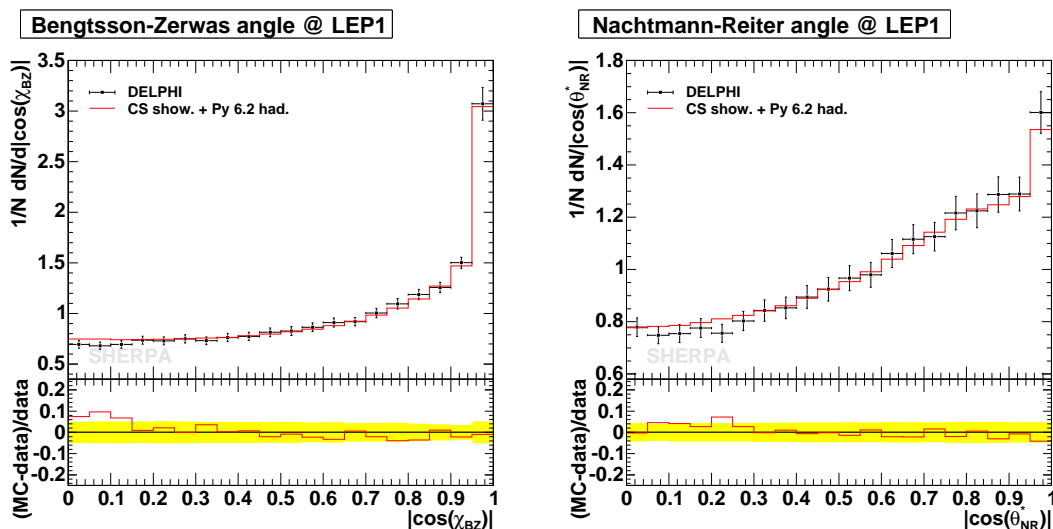 Bengtsson-Zerwas angle @ LEP1
1/N dN/d|cos(χBZ)|
3.5
3
2.5
2
1.5
1
0.5
DELPHI
CS show. + Py 6.2 had.
SHERPA
(MC-data)/data
0.2
0.1
0
-0.1
-0.2
0 0.1 0.2 0.3 0.4 0.5 0.6 0.7 0.8 0.9 1
|cos(χBZ)|
Nachtmann-Reiter angle @ LEP1
1/N dN/|cos(θ*NR)|
1.8
1.6
1.4
1.2
1.0
0.8
0.6
DELPHI
CS show. + Py 6.2 had.
SHERPA
(MC-data)/data
0.2
0.1
0
-0.1
-0.2
0 0.1 0.2 0.3 0.4 0.5 0.6 0.7 0.8 0.9 1
|cos(θ*NR)|